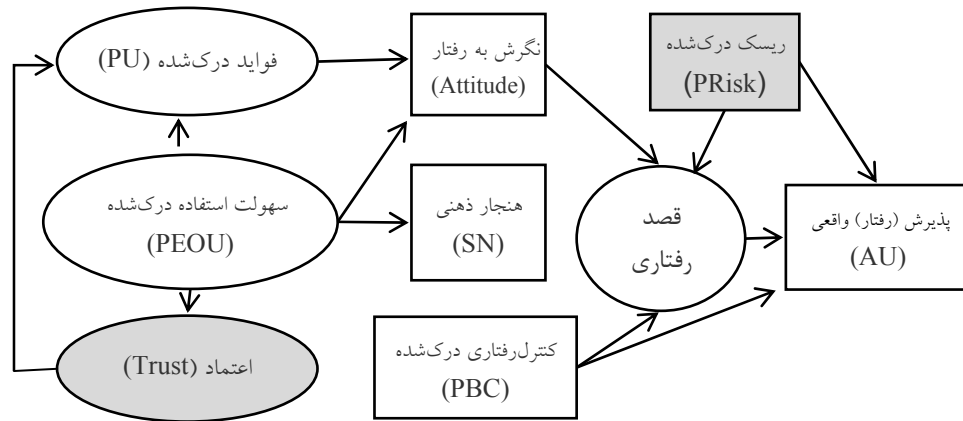 فواید درک‌شده (PU)
نگرش به رفتار
(Attitude)
ریسک درک‌شده
(PRisk)
سهولت استفاده درک‌شده
(PEOU)
هنجار ذهنی
(SN)
قصد
رفتاری
پذیرش (رفتار) واقعی
(AU)
اعتماد (Trust)
کنترل‌رفتاری درک‌شده
(PBC)